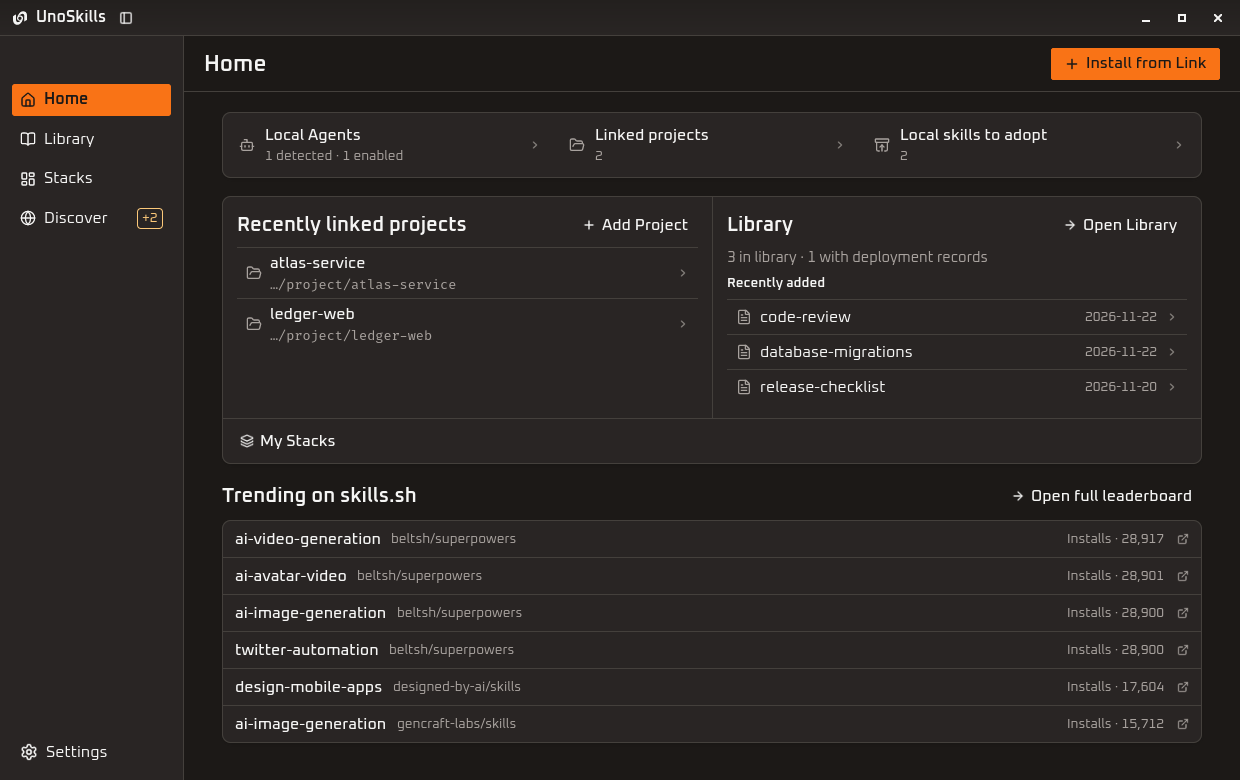 UnoSkills
Home
Install from Link
Home
Library
Stacks
Discover +2
Settings
Local Agents
1 detected · 1 enabled
Linked projects
2
Local skills to adopt
2
Recently linked projects
Add Project
atlas-service
…/project/atlas-service
ledger-web
…/project/ledger-web
Library
Open Library
3 in library · 1 with deployment records
Recently added
code-review 2026-11-22
database-migrations 2026-11-22
release-checklist 2026-11-20
My Stacks
Trending on skills.sh
Open full leaderboard
ai-video-generation beltsh/superpowers Installs · 28,917
ai-avatar-video beltsh/superpowers Installs · 28,901
ai-image-generation beltsh/superpowers Installs · 28,900
twitter-automation beltsh/superpowers Installs · 28,900
design-mobile-apps designed-by-ai/skills Installs · 17,604
ai-image-generation gencraft-labs/skills Installs · 15,712